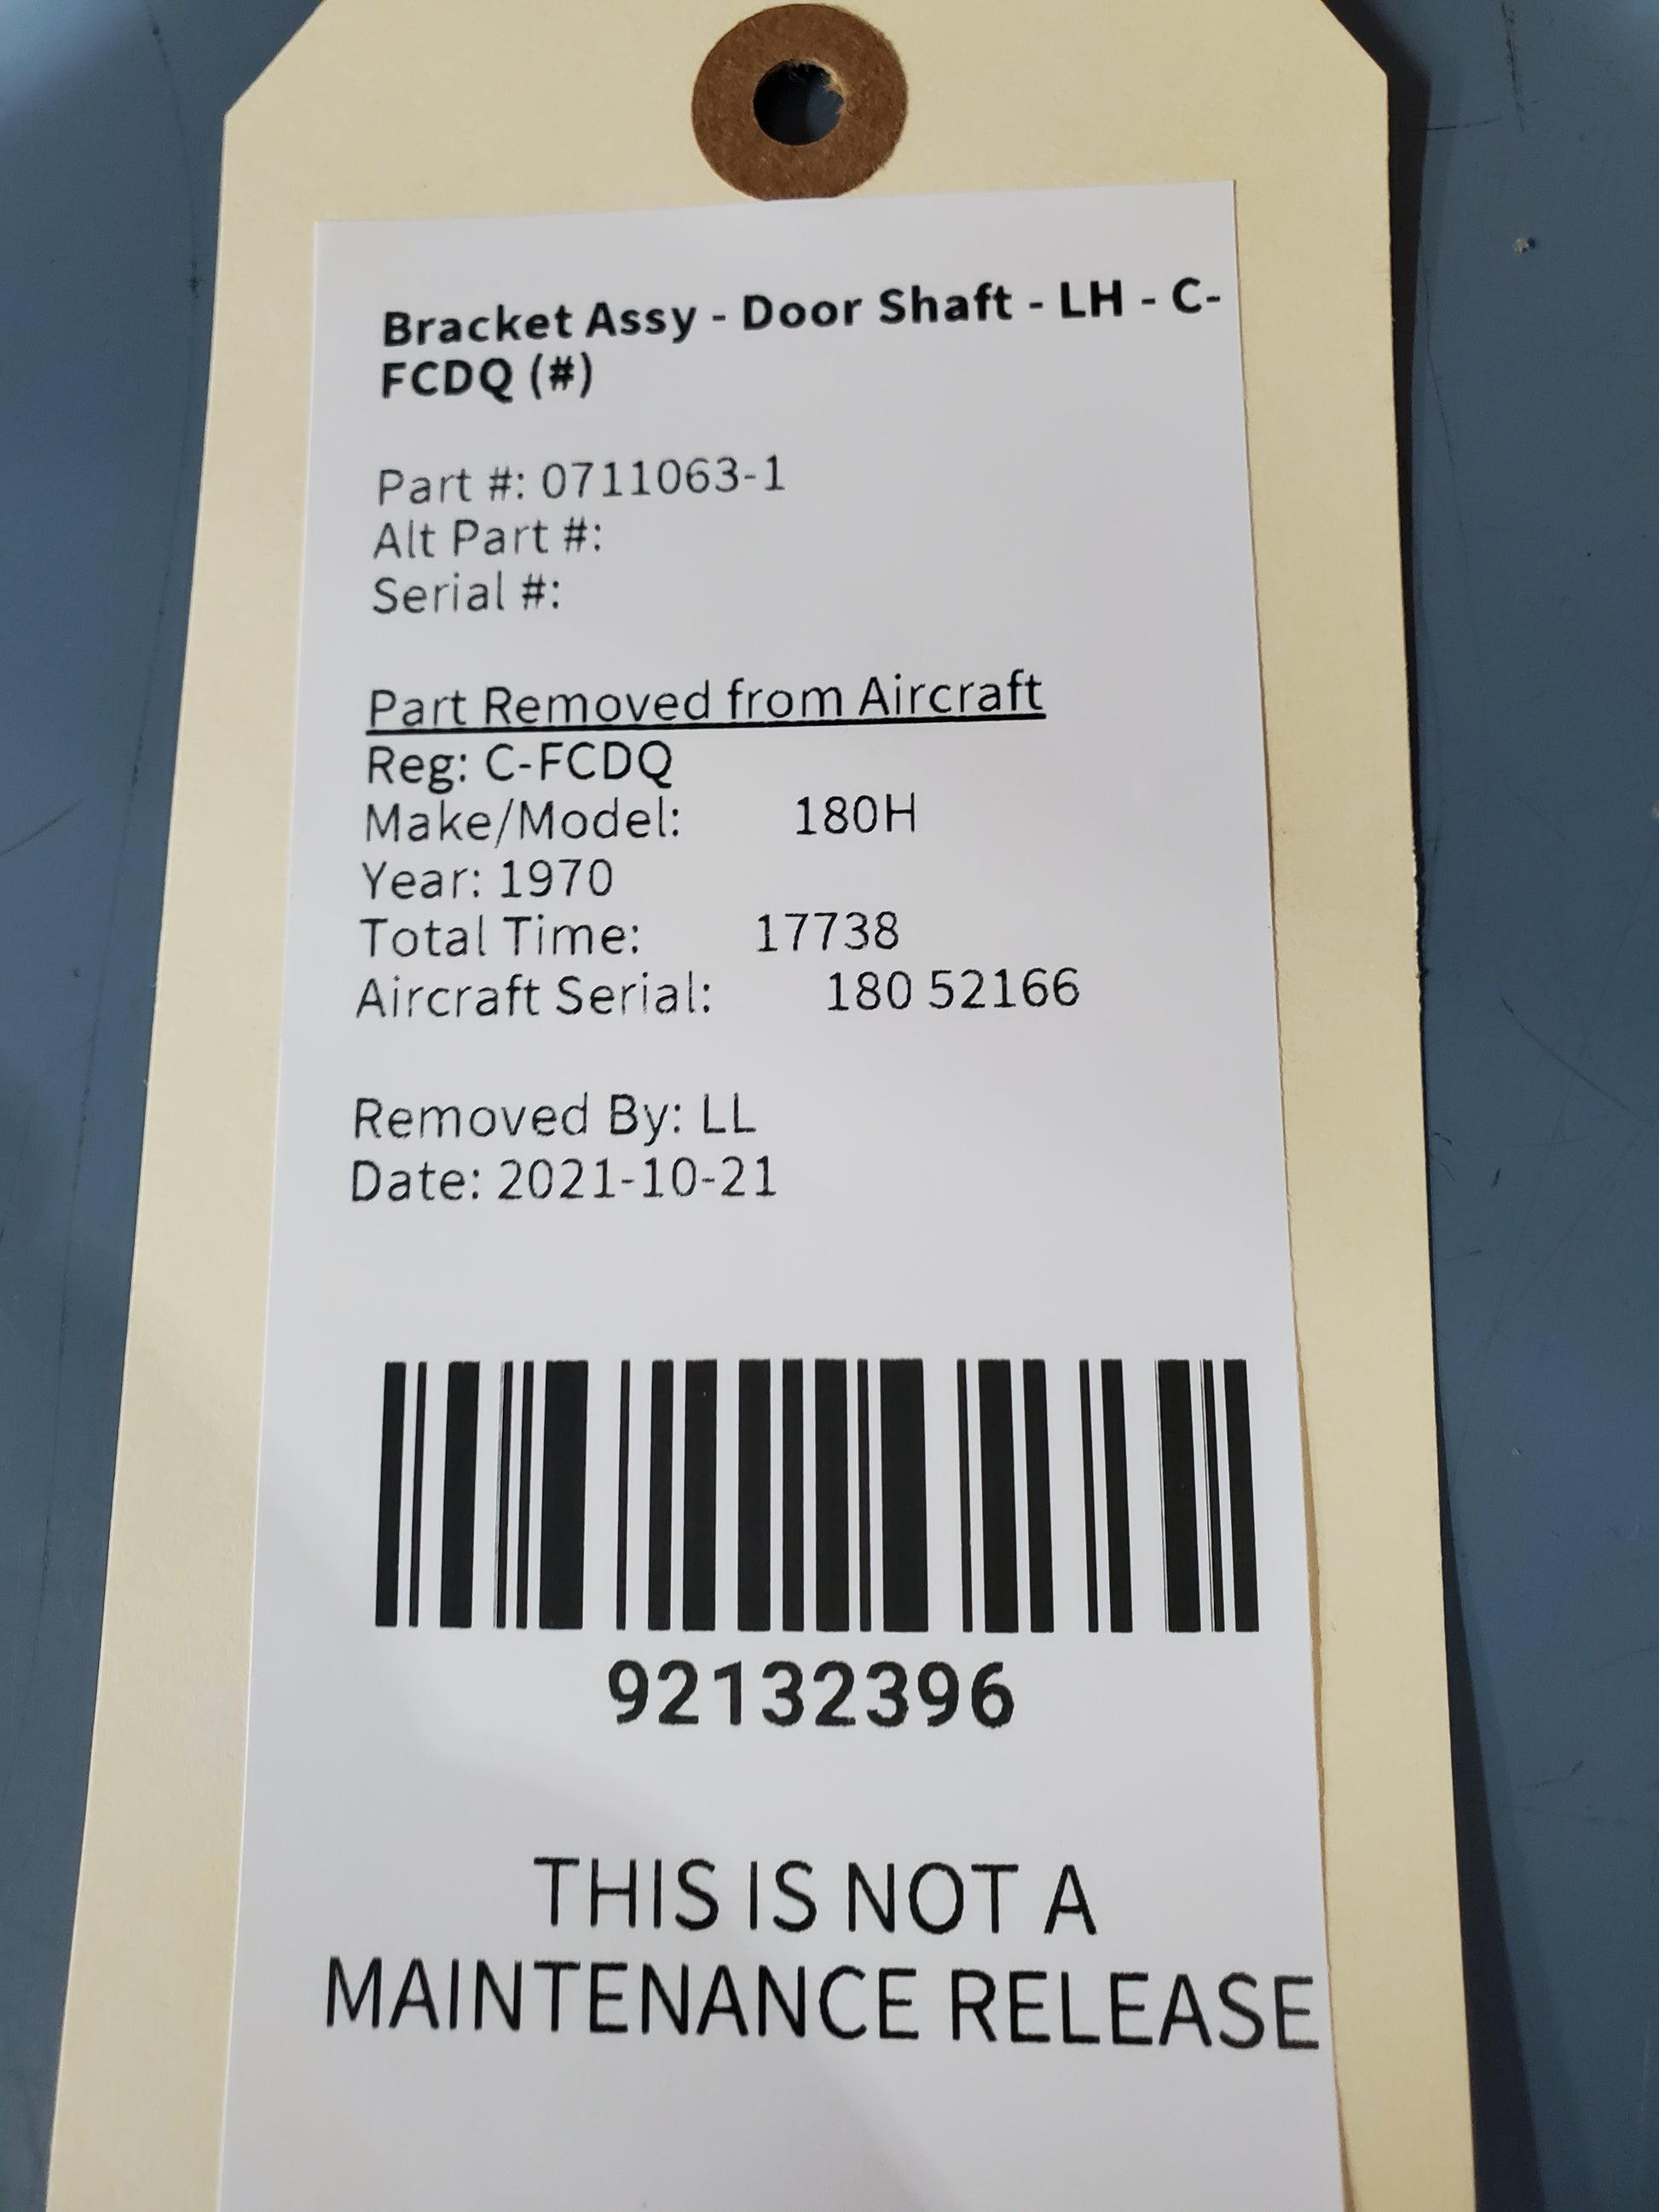 Bracket Assy - Door Shaft - LH - C-
FCDQ (#)
Part #: 0711063-1
Alt Part #:
Serial #:
Part Removed from Aircraft
Reg: C-FCDQ
Make/Model: 180H
Year: 1970
Total Time: 17738
Aircraft Serial: 180 52166
Removed By: LL
Date: 2021-10-21
92132396
THIS IS NOT A
MAINTENANCE RELEASE